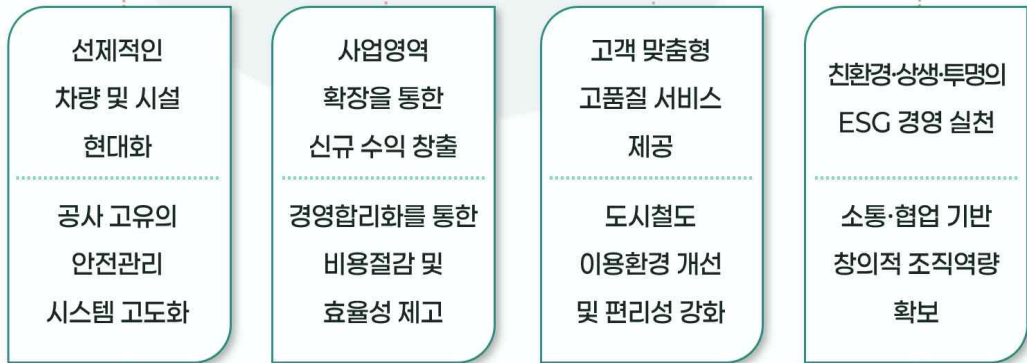 선제적인
차량 및 시설
현대화
공사 고유의
안전관리
시스템 고도화
사업영역
확장을 통한
신규 수익 창출
경영합리화를 통한
비용절감 및
효율성 제고
고객 맞춤형
고품질 서비스
제공
도시철도
이용환경 개선
및 편리성 강화
친환경·상생·투명의
ESG 경영 실천
소통·협업 기반
창의적 조직역량
확보